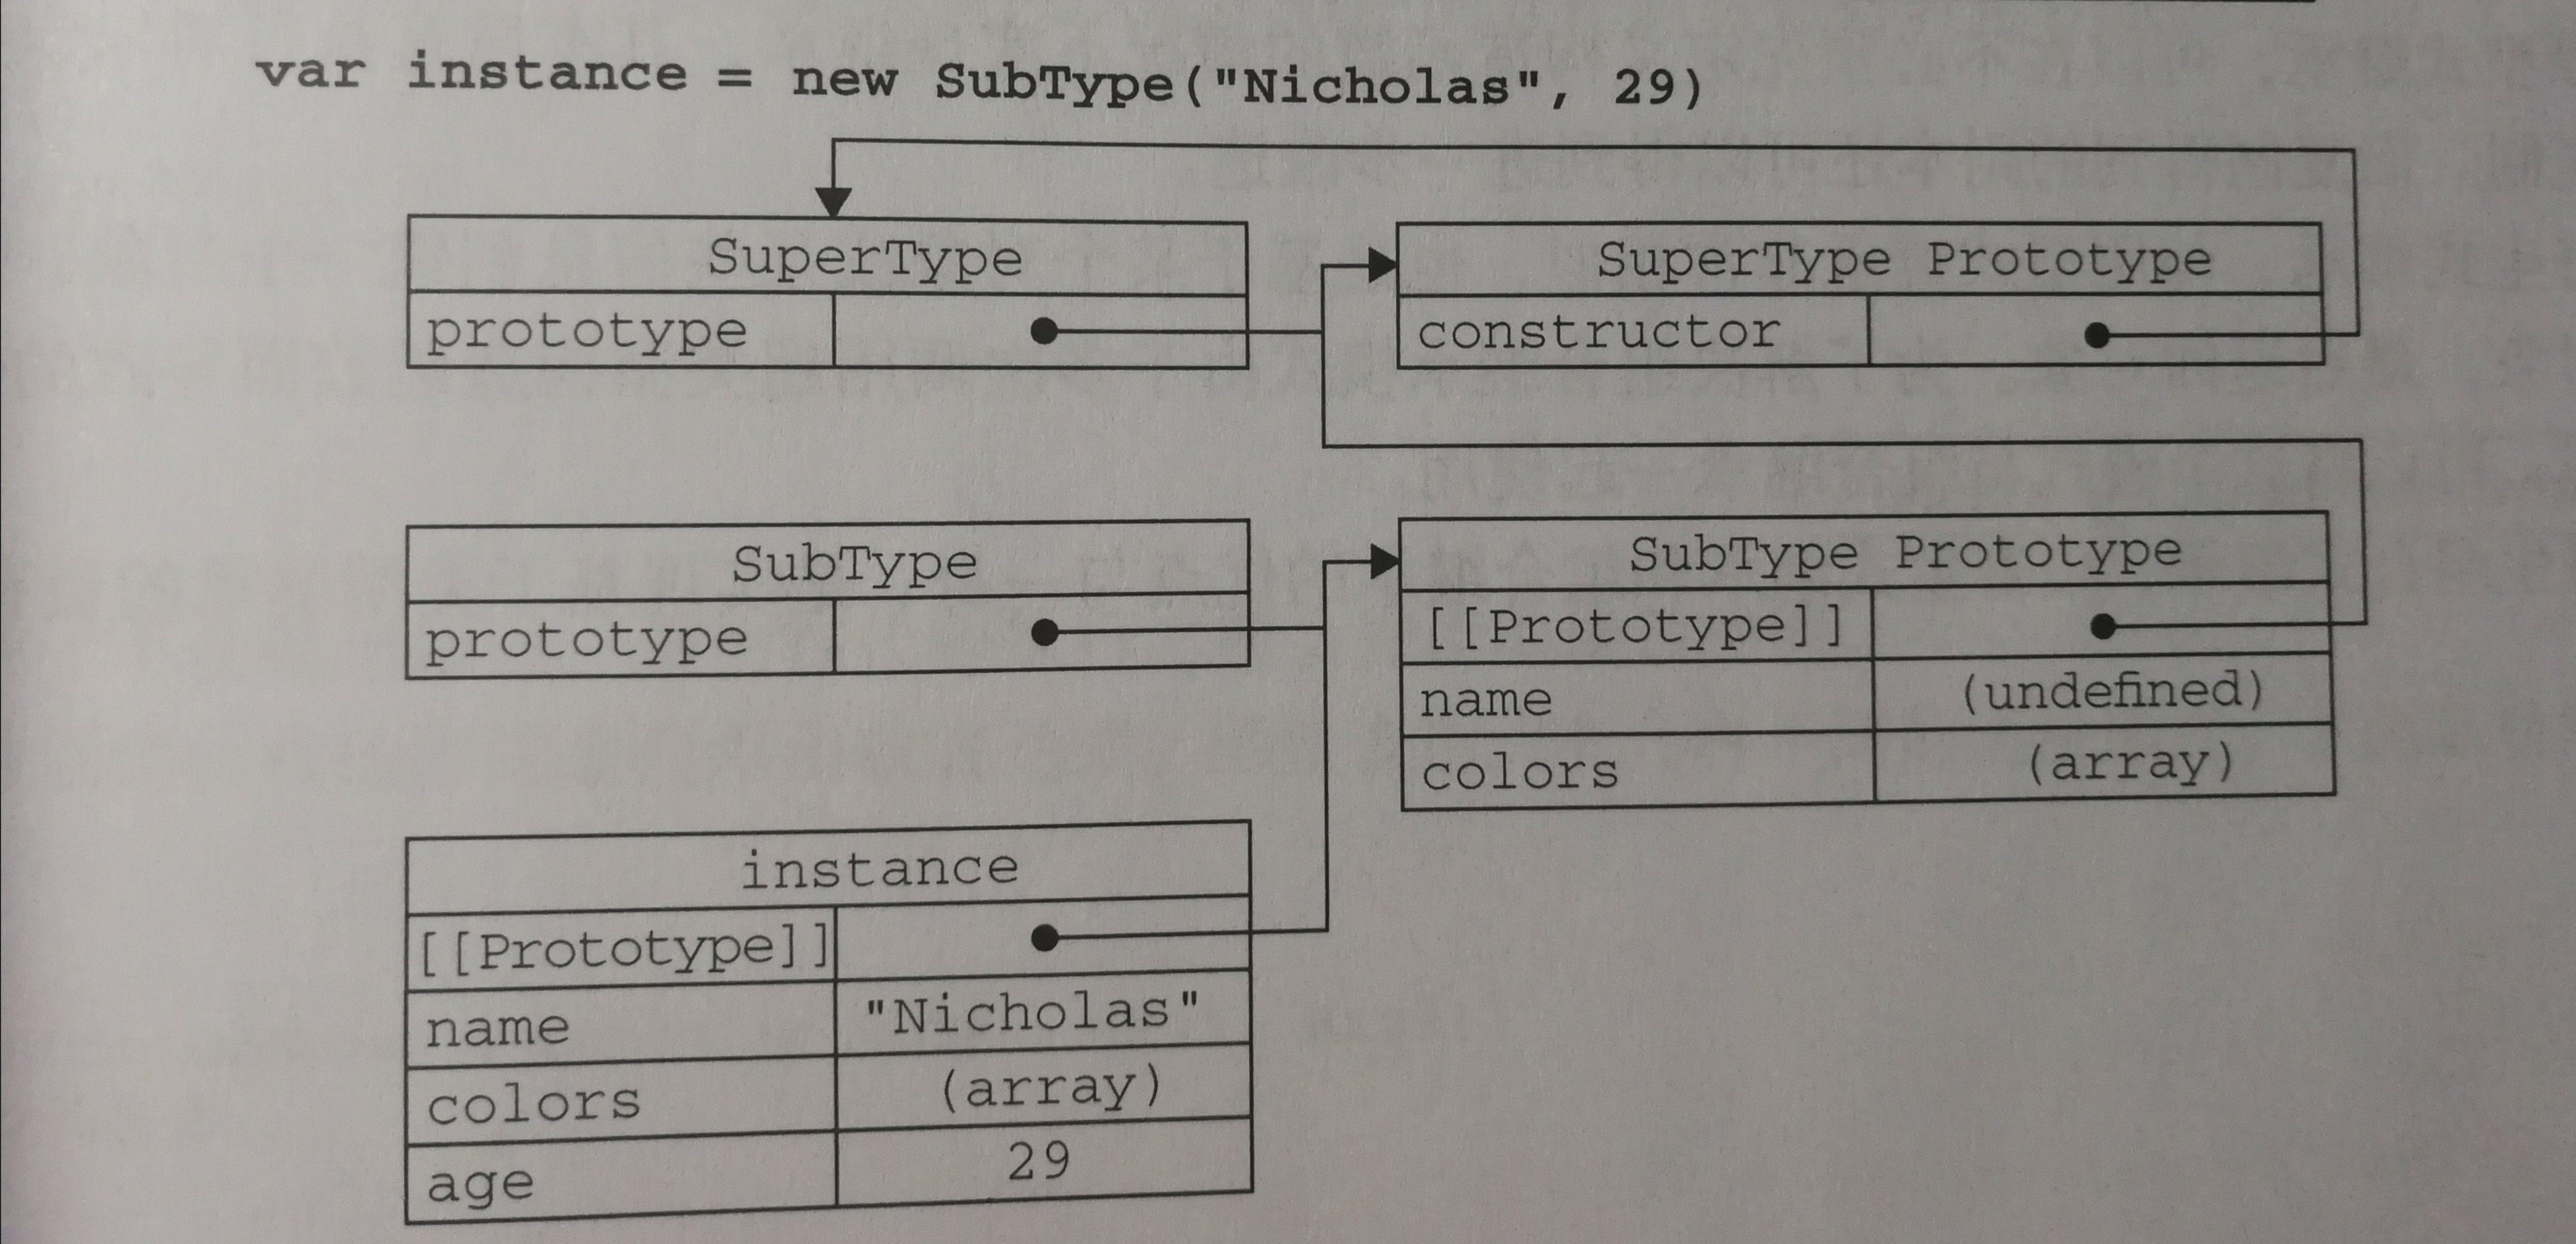 var instance = new SubType("Nicholas", 29)
SuperType
prototype
SuperType Prototype
constructor
SubType
prototype
SubType Prototype
[[Prototype]]
name (undefined)
colors (array)
instance
[[Prototype]]
name "Nicholas"
colors (array)
age 29